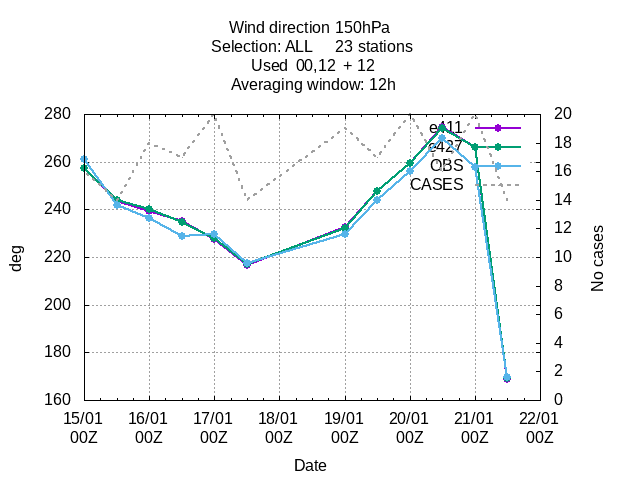 Wind direction 150hPa
Selection: ALL 23 stations
Used 00,12 + 12
Averaging window: 12h
280
260
240
220
200
180
160
deg
20
18
16
14
12
10
8
6
4
2
0
No cases
e411
e427
OBS
CASES
15/01 16/01 17/01 18/01 19/01 20/01 21/01 22/01
00Z 00Z 00Z 00Z 00Z 00Z 00Z 00Z
Date